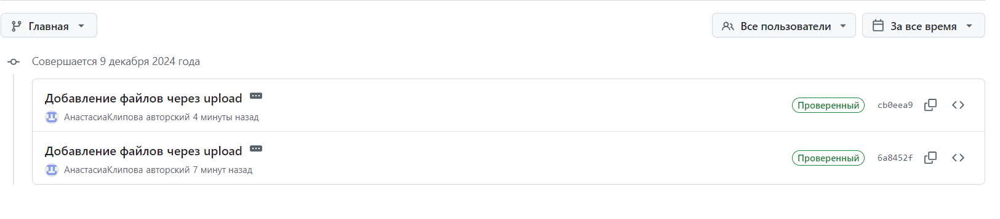 Главная
Все пользователи
За все время
Совершается 9 декабря 2024 года
Добавление файлов через upload
АнастасиаКлипова авторский 4 минуты назад
Проверенный
cb0eea9
Добавление файлов через upload
АнастасиаКлипова авторский 7 минут назад
Проверенный
6a8452f